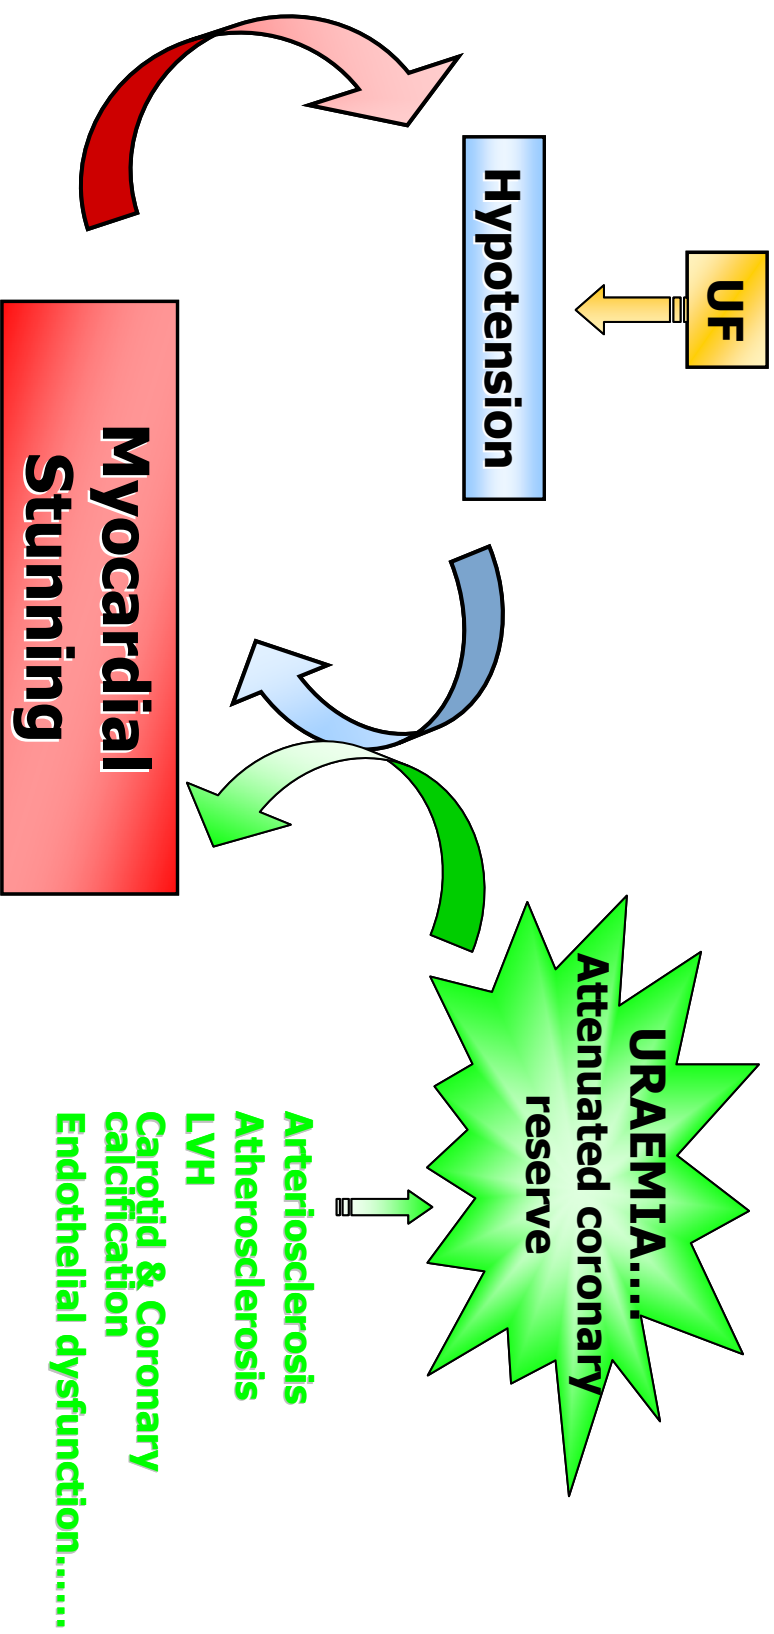 UF
Hypotension
Myocardial
Stunning
URAEMIA....
Attenuated coronary
reserve
Arteriosclerosis
Atherosclerosis
LVH
Carotid & Coronary
calcification
Endothelial dysfunction......